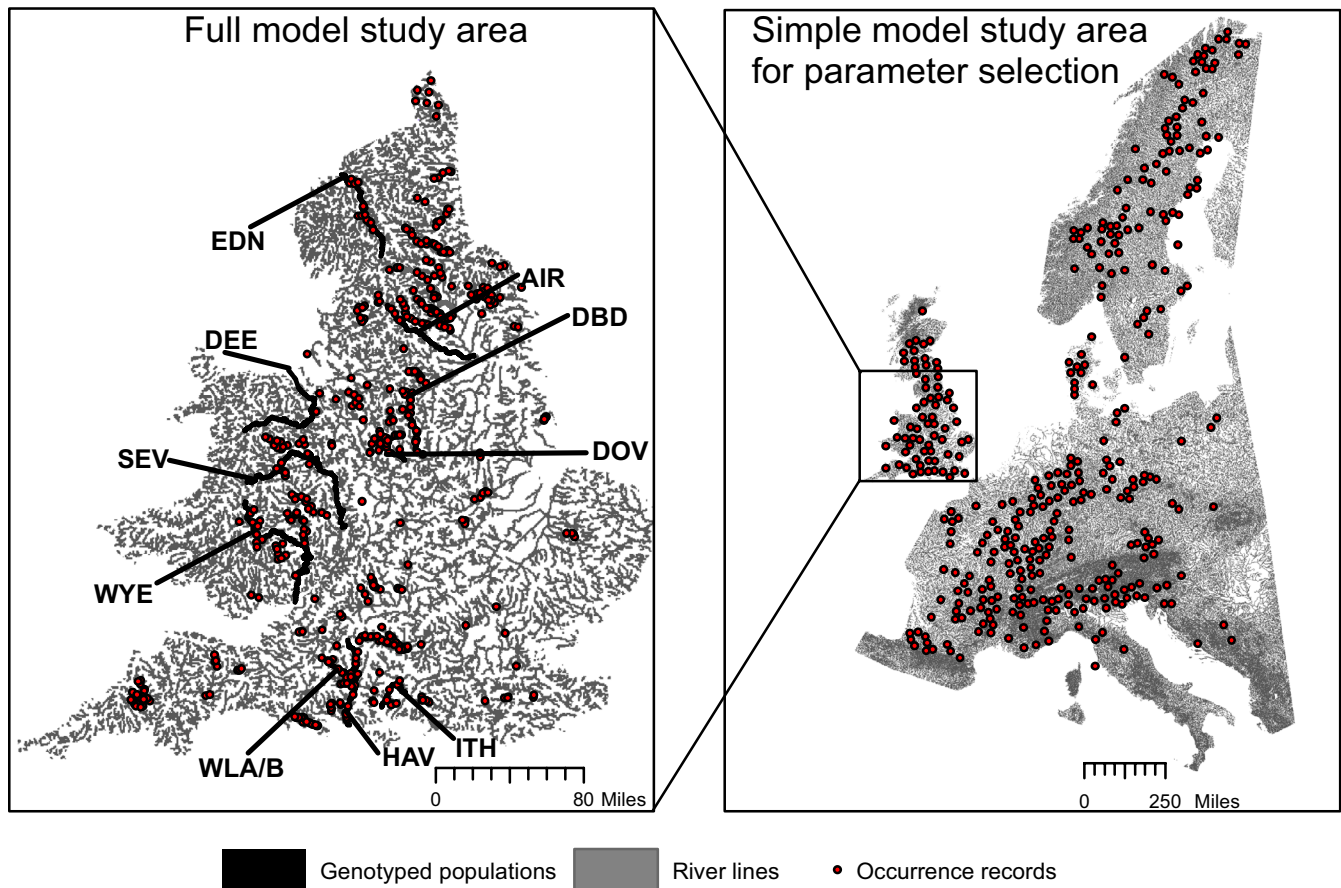 Full model study area
Simple model study area
for parameter selection
EDN
AIR
DBD
DEE
DOV
SEV
WYE
WLA/B
HAV
ITH
0 80 Miles
0 250 Miles
Genotyped populations
River lines
Occurrence records